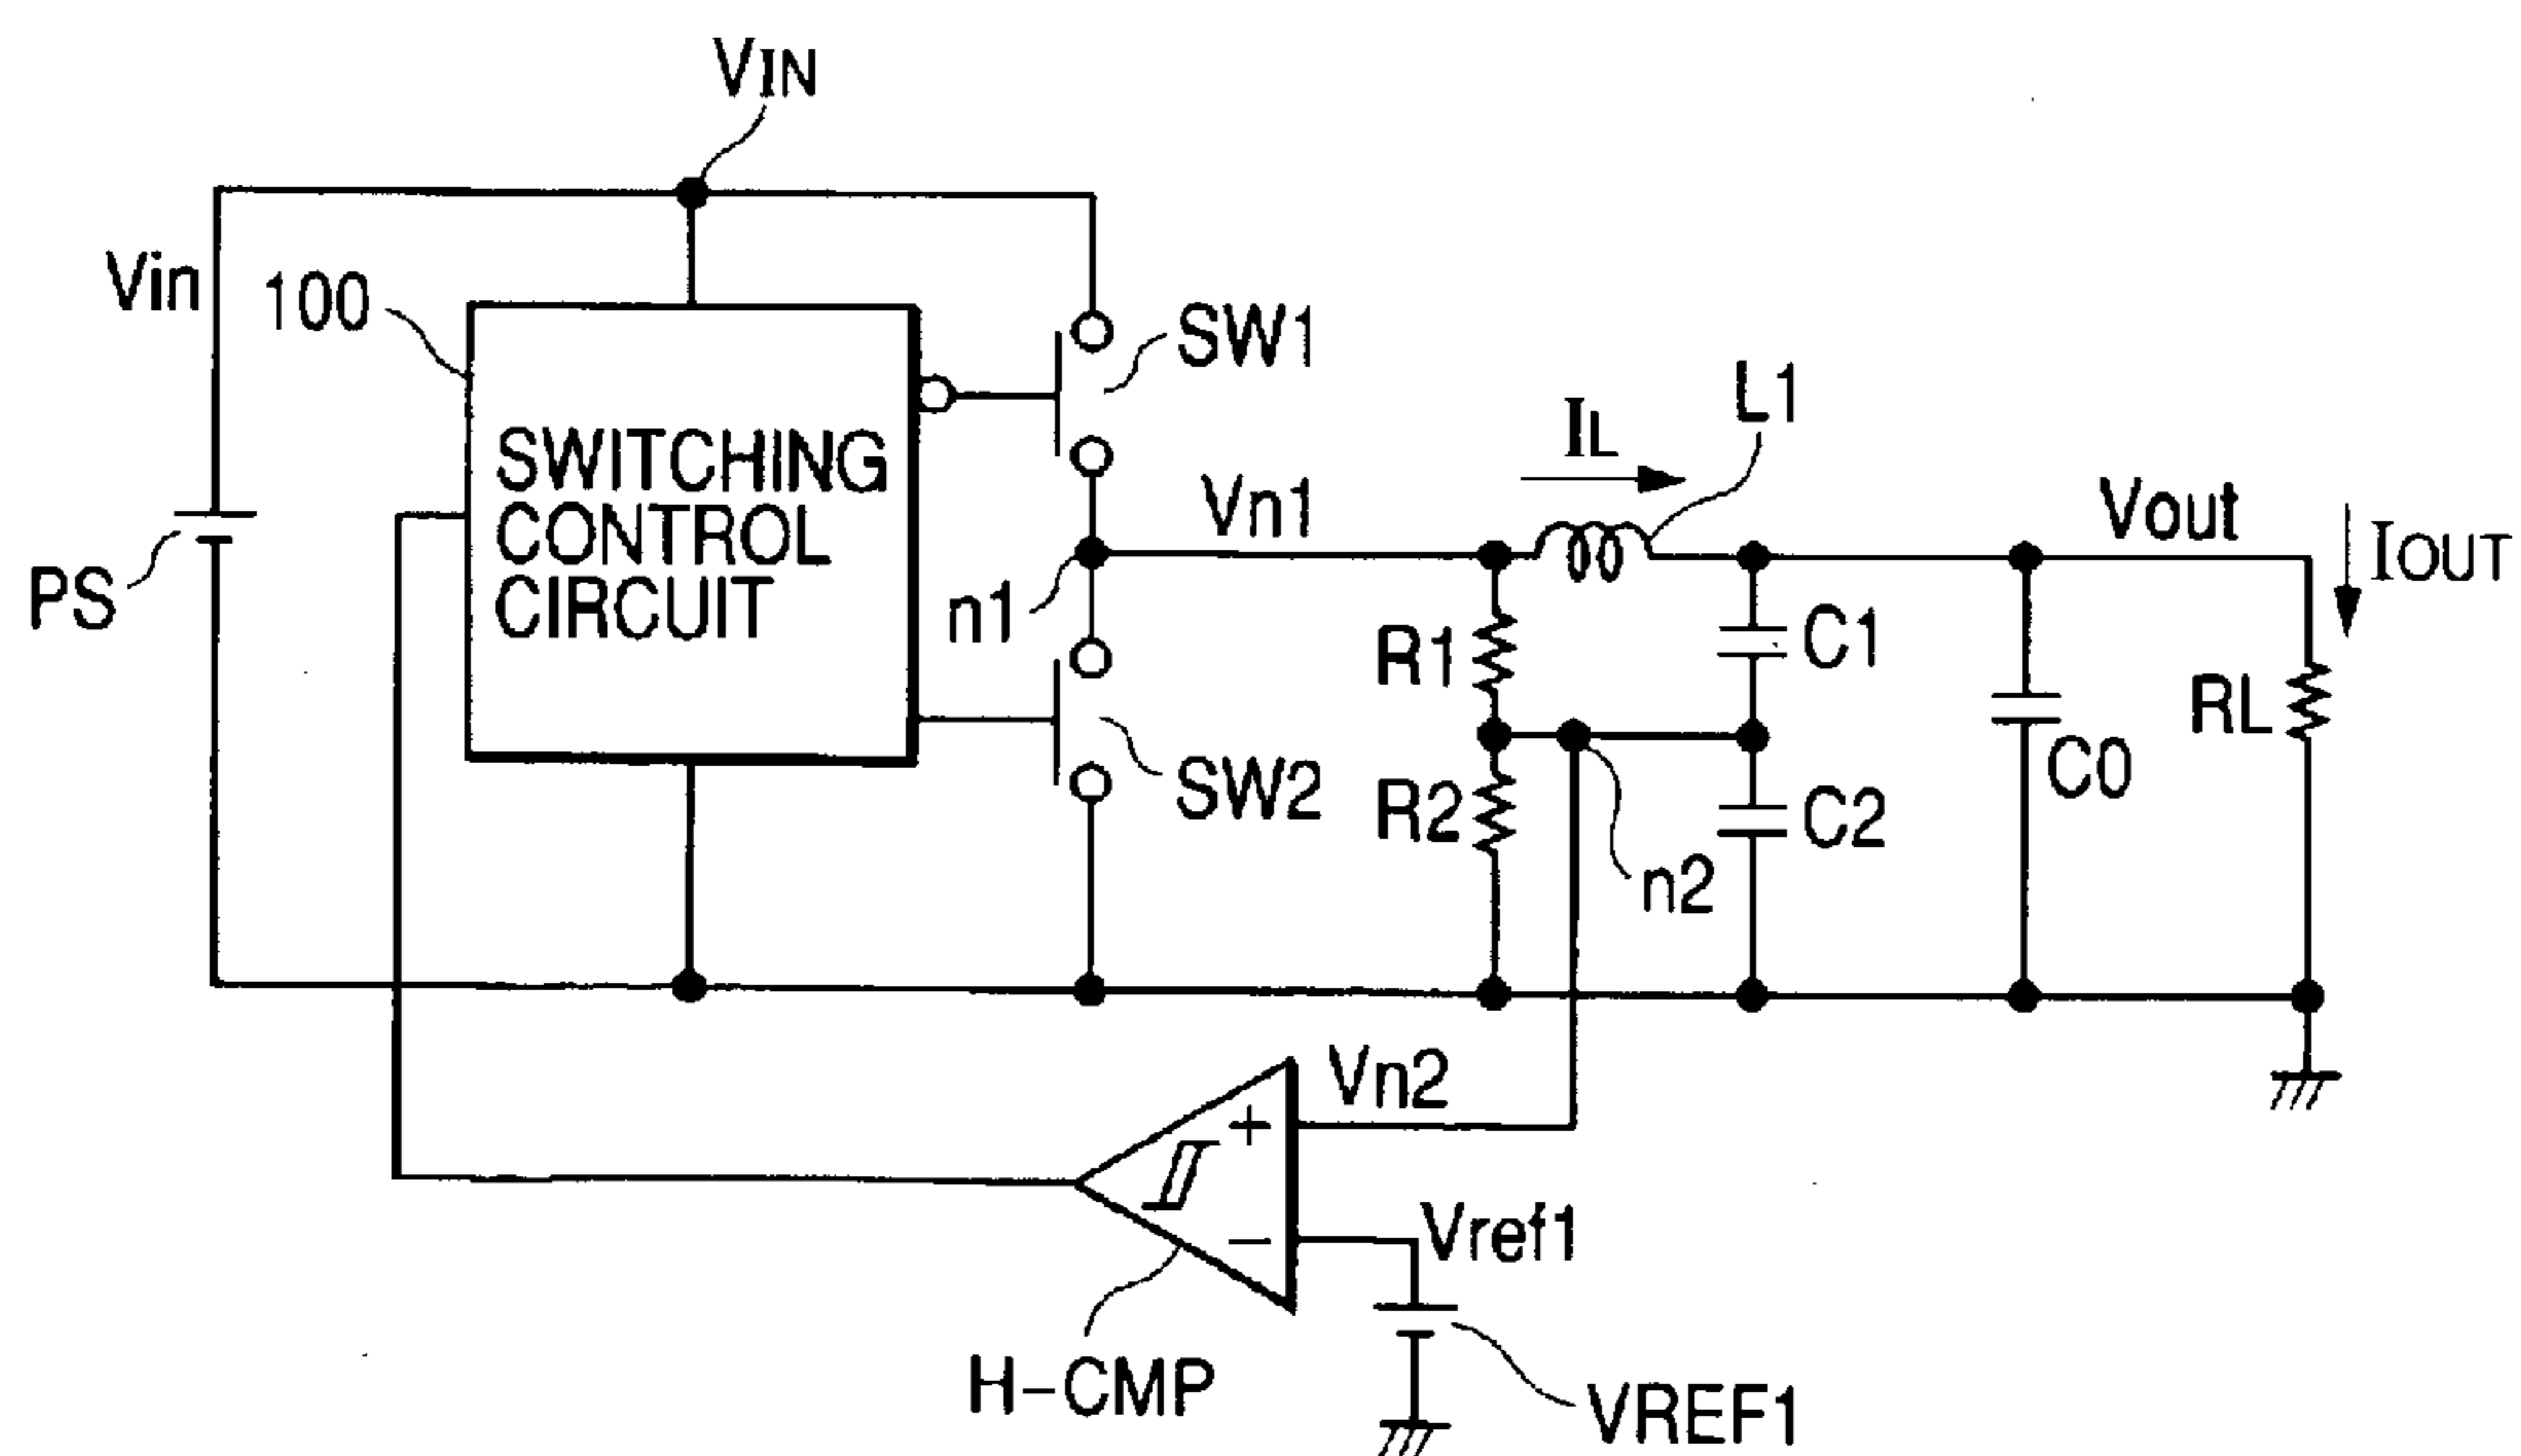 VIN
Vin
100
SW1
SWITCHING
CONTROL
CIRCUIT
PS
n1
Vn1
IL
L1
Vout
IOUT
R1
C1
RL
C0
SW2
R2
C2
n2
Vn2
+
−
Vref1
H-CMP
VREF1